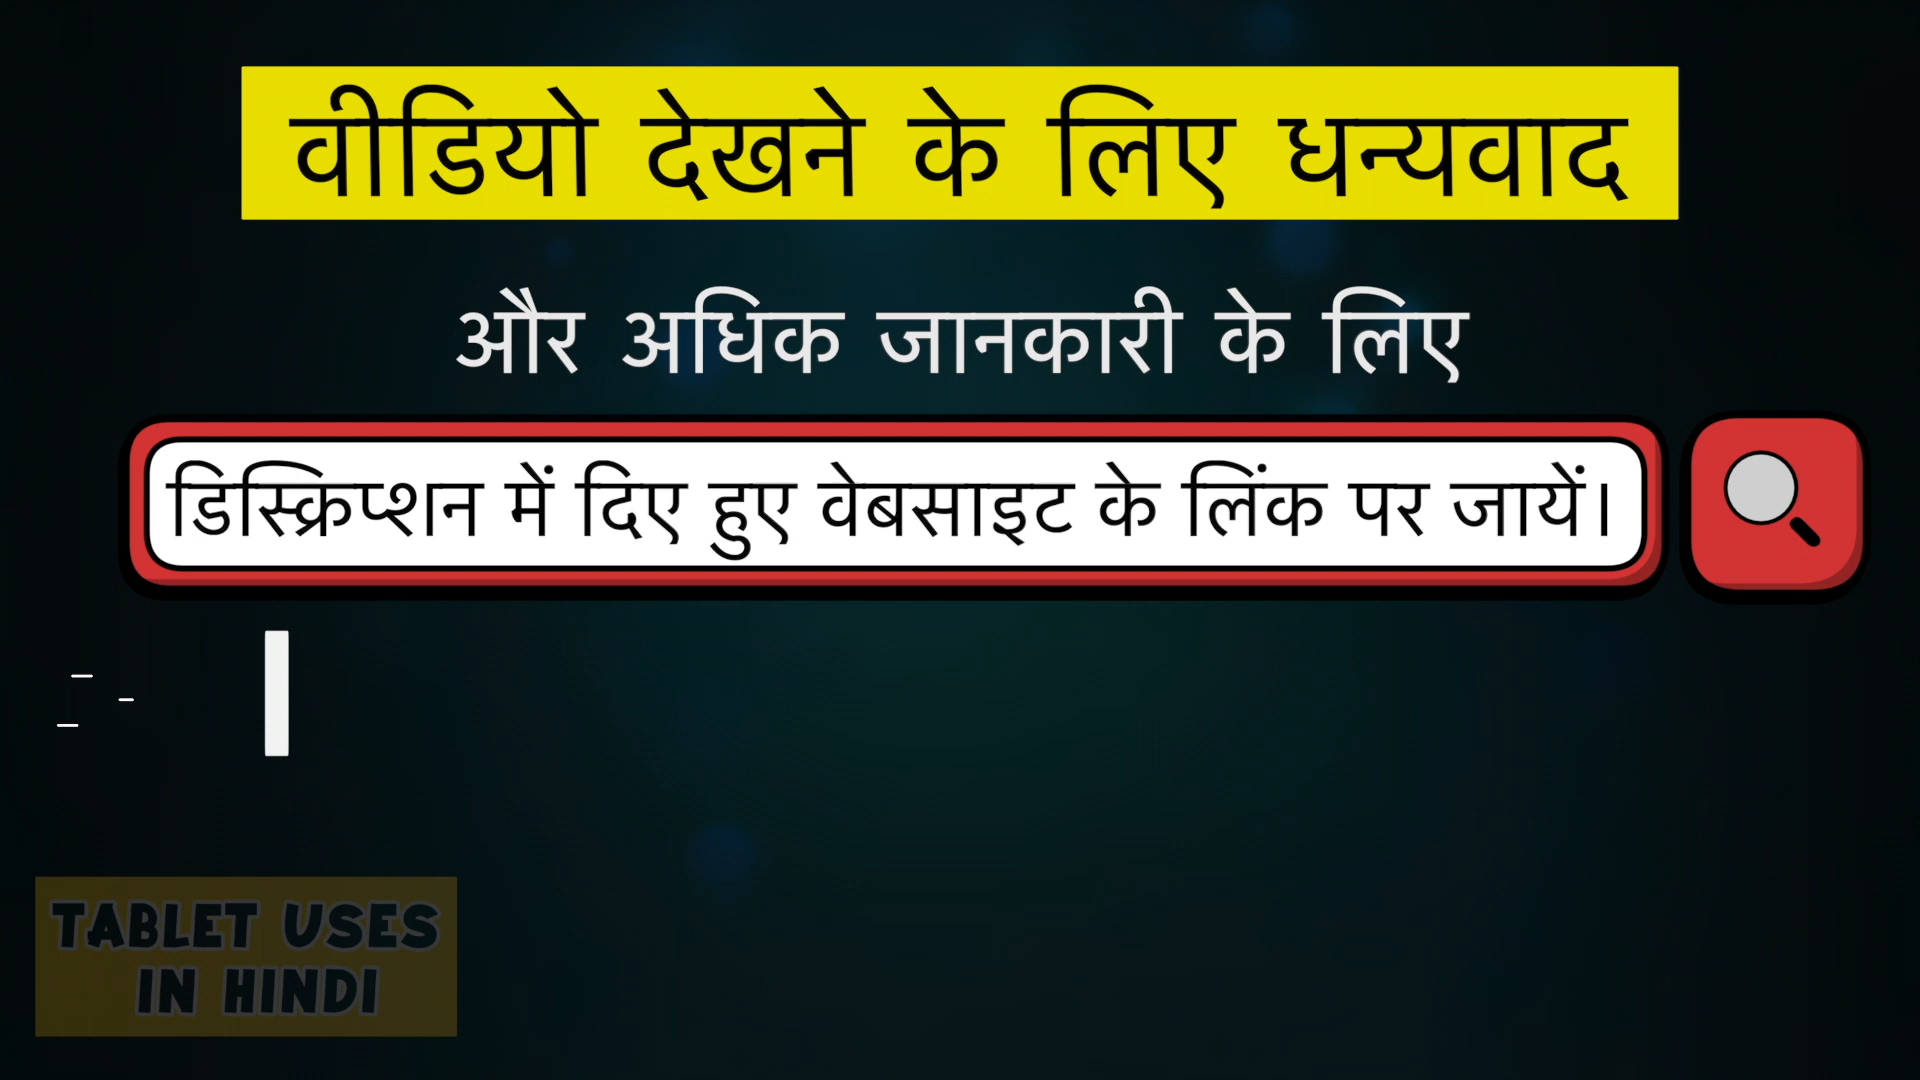 वीडियो देखने के लिए धन्यवाद
और अधिक जानकारी के लिए
डिस्क्रिप्शन में दिए हुए वेबसाइट के लिंक पर जायें।
TABLET USES
IN HINDI